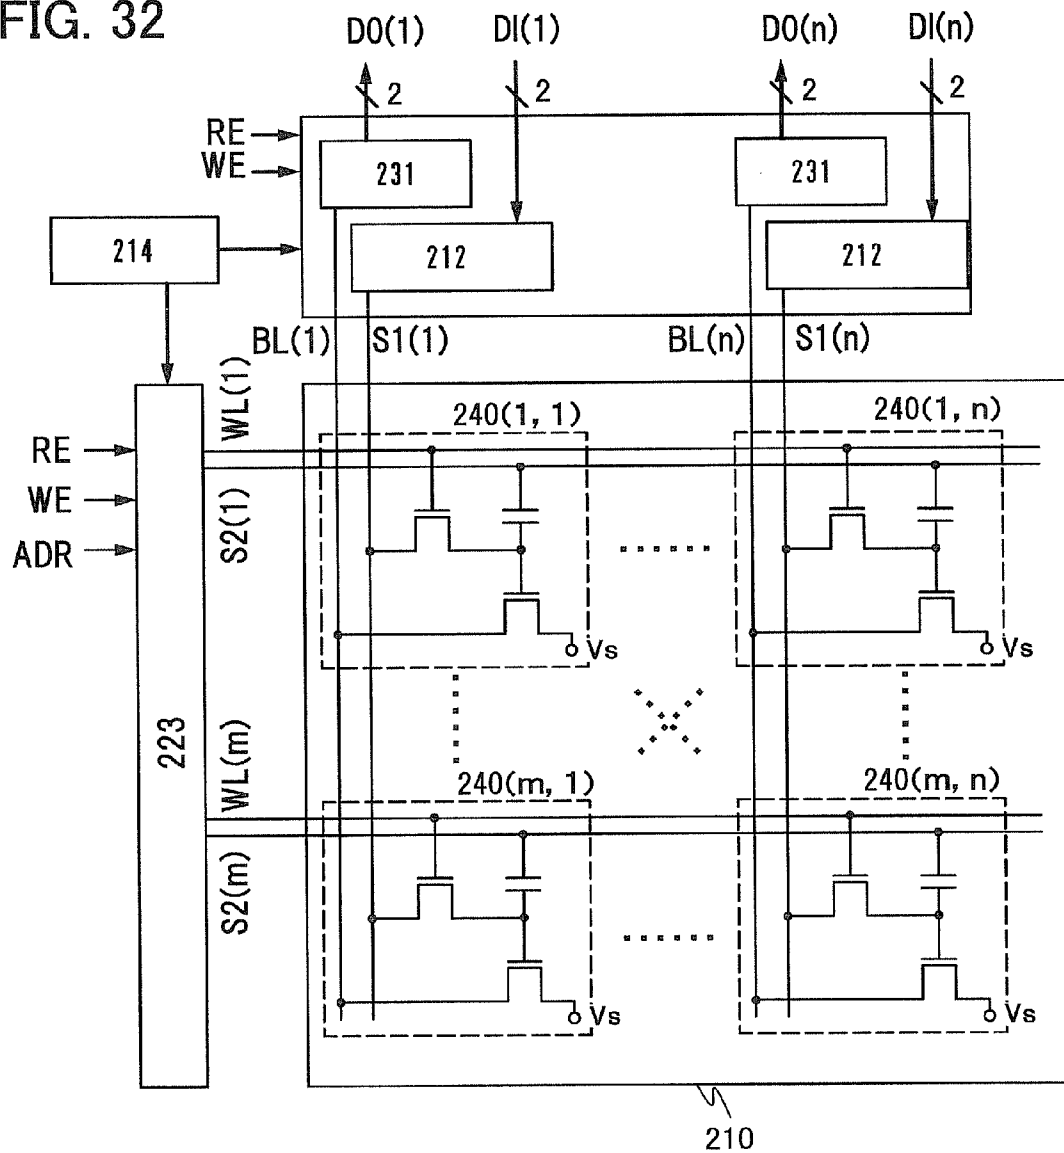 FIG. 32
DO(1) DI(1) DO(n) DI(n)
2 2 2 2
RE
WE
231 231
214
212 212
BL(1) S1(1) BL(n) S1(n)
WL(1)
240(1, 1) 240(1, n)
RE
WE
ADR
S2(1)
Vs Vs
223
WL(m)
240(m, 1) 240(m, n)
S2(m)
Vs Vs
210